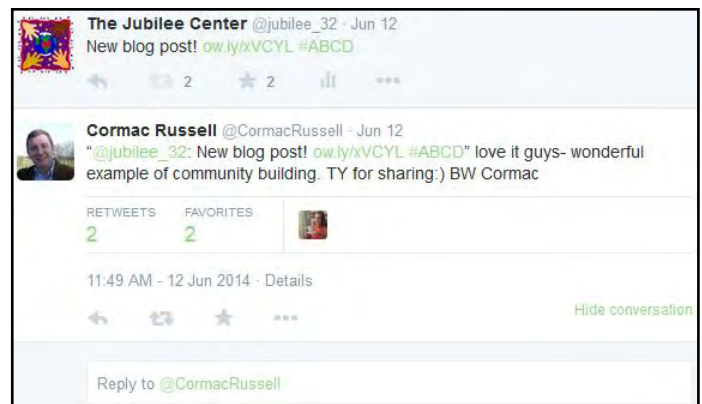 The Jubilee Center @jubilee_32 · Jun 12
New blog post! ow.ly/xVCYL #ABCD
2 2
Cormac Russell @CormacRussell · Jun 12
"@jubilee_32: New blog post! ow.ly/xVCYL #ABCD" love it guys- wonderful
example of community building. TY for sharing:) BW Cormac
RETWEETS FAVORITES
2 2
11:49 AM - 12 Jun 2014 · Details
Hide conversation
Reply to @CormacRussell